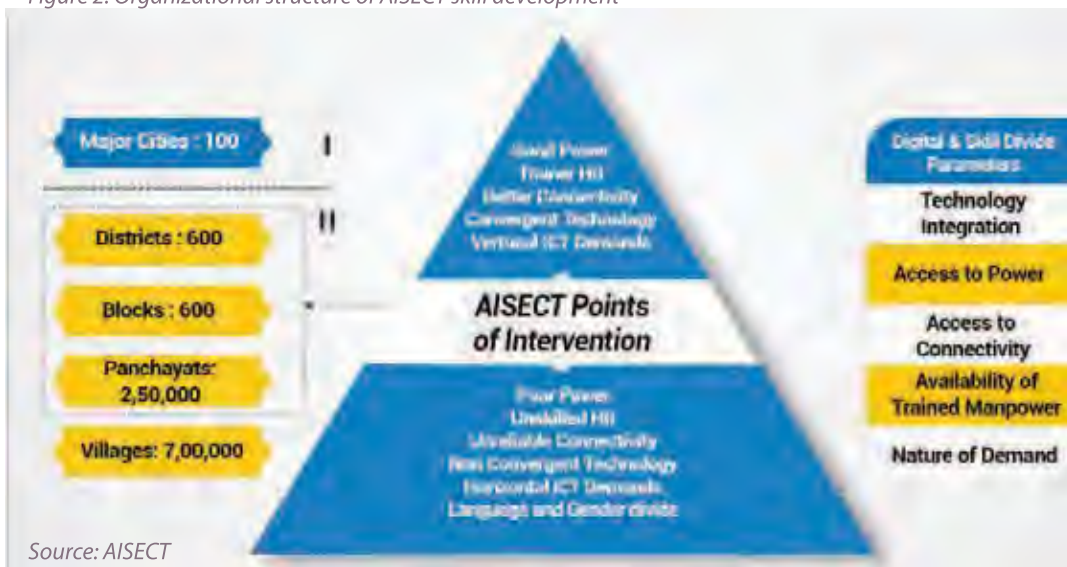 Figure 2: Organizational structure of AISECT skill development
Major Cities : 100
I
II
Districts : 600
Blocks : 600
Panchayats:
2,50,000
Villages: 7,00,000
Good Power
Trained HR
Better Connectivity
Convergent Technology
Vertical ICT Demands
AISECT Points
of Intervention
Poor Power
Unskilled HR
Unreliable Connectivity
Non Convergent Technology
Horizontal ICT Demands
Language and Gender divide
Digital & Skill Divide
Parameters
Technology
Integration
Access to Power
Access to
Connectivity
Availability of
Trained Manpower
Nature of Demand
Source: AISECT